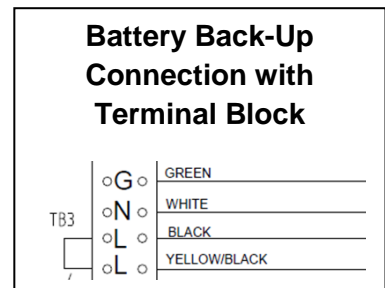 Battery Back-Up
Connection with
Terminal Block
G GREEN
N WHITE
TB3
L BLACK
L YELLOW/BLACK